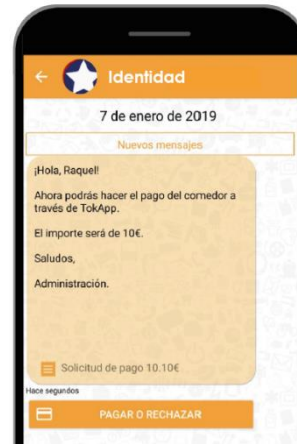 Identidad
7 de enero de 2019
Nuevos mensajes
¡Hola, Raquel!
Ahora podrás hacer el pago del comedor a
través de TokApp.
El importe será de 10€.
Saludos,
Administración.
Solicitud de pago 10.10€
Hace segundos
PAGAR O RECHAZAR